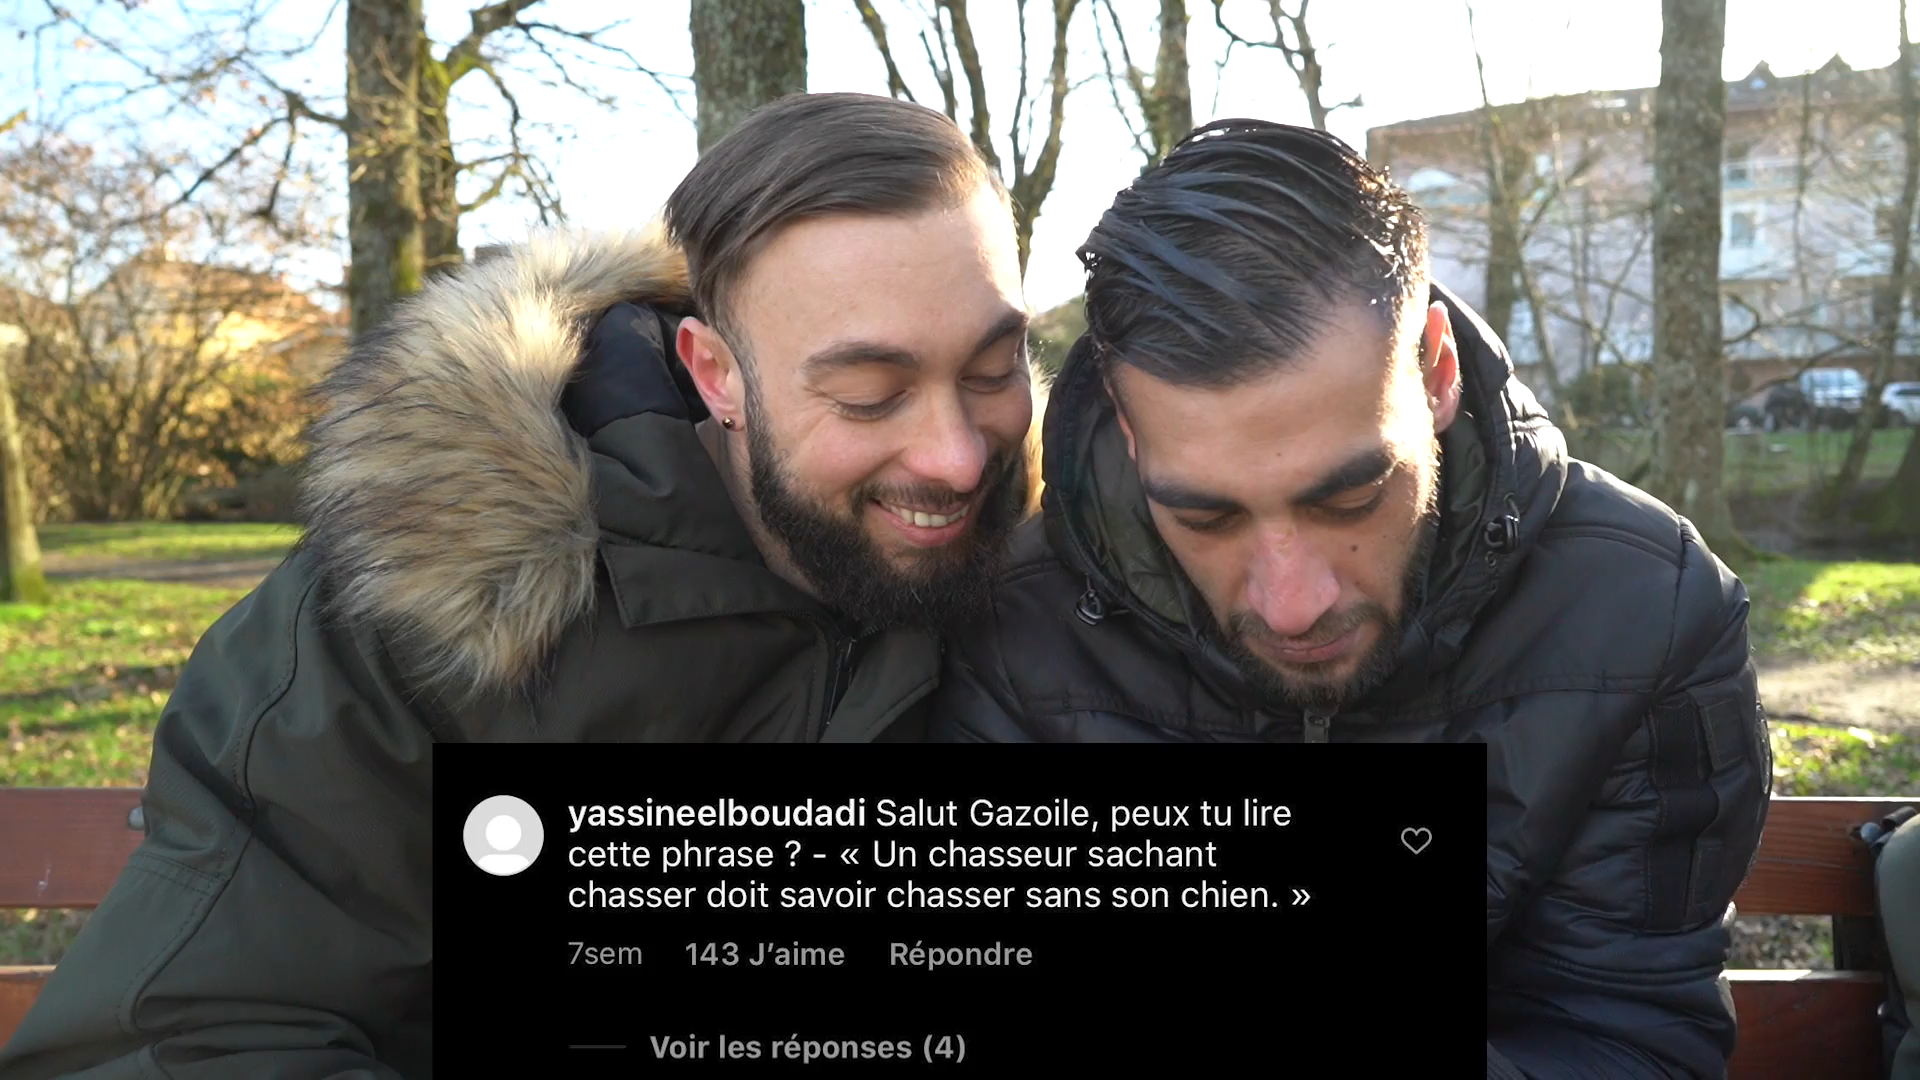 yassineelboudadi Salut Gazoile, peux tu lire
cette phrase ? - « Un chasseur sachant
chasser doit savoir chasser sans son chien. »
7sem 143 J’aime Répondre
Voir les réponses (4)